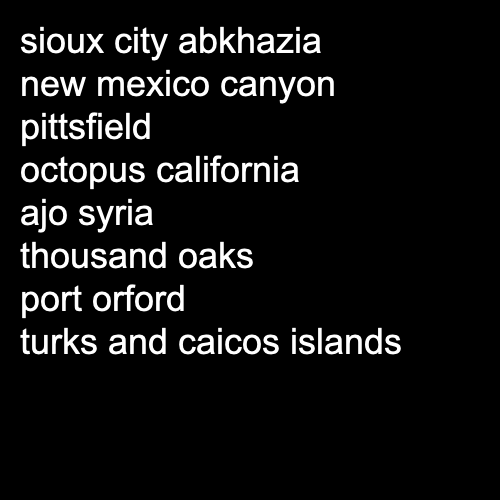 sioux city abkhazia
new mexico canyon
pittsfield
octopus california
ajo syria
thousand oaks
port orford
turks and caicos islands